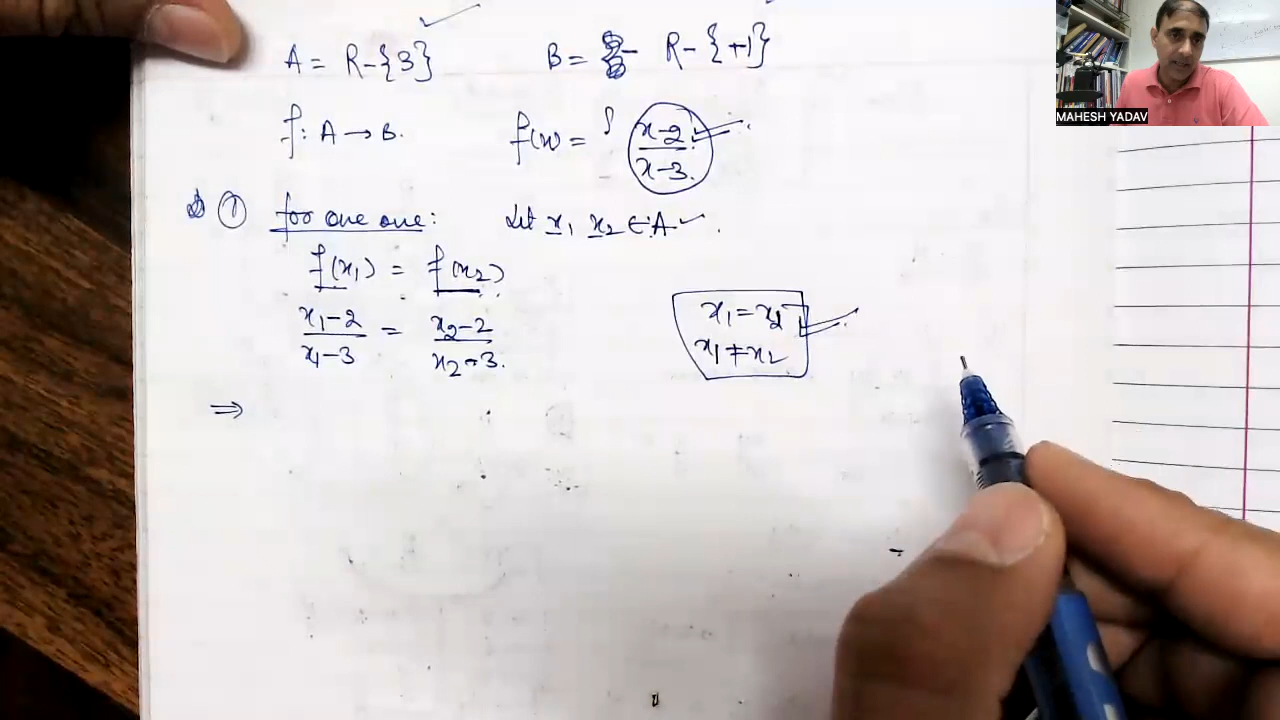 A = R-{3} B = R-{+1}
f: A → B. f(x) = x-2/x-3.
① for one one: Let x₁, x₂ ∈ A
f(x₁) = f(x₂)
x₁-2/x₁-3 = x₂-2/x₂-3.
x₁=x₂
x₁≠x₂
⇒
MAHESH YADAV